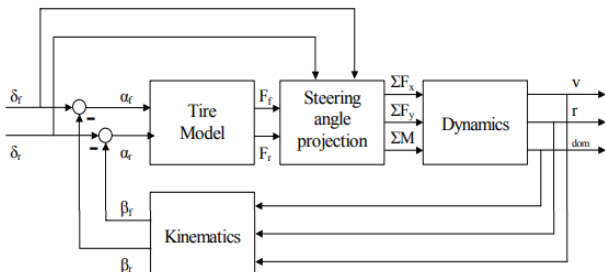 δf αf Ff ΣFx v
Tire
Model
Steering
angle
projection
ΣFy
Dynamics
r
δr αr Fr ΣM dom
βf
Kinematics
βr